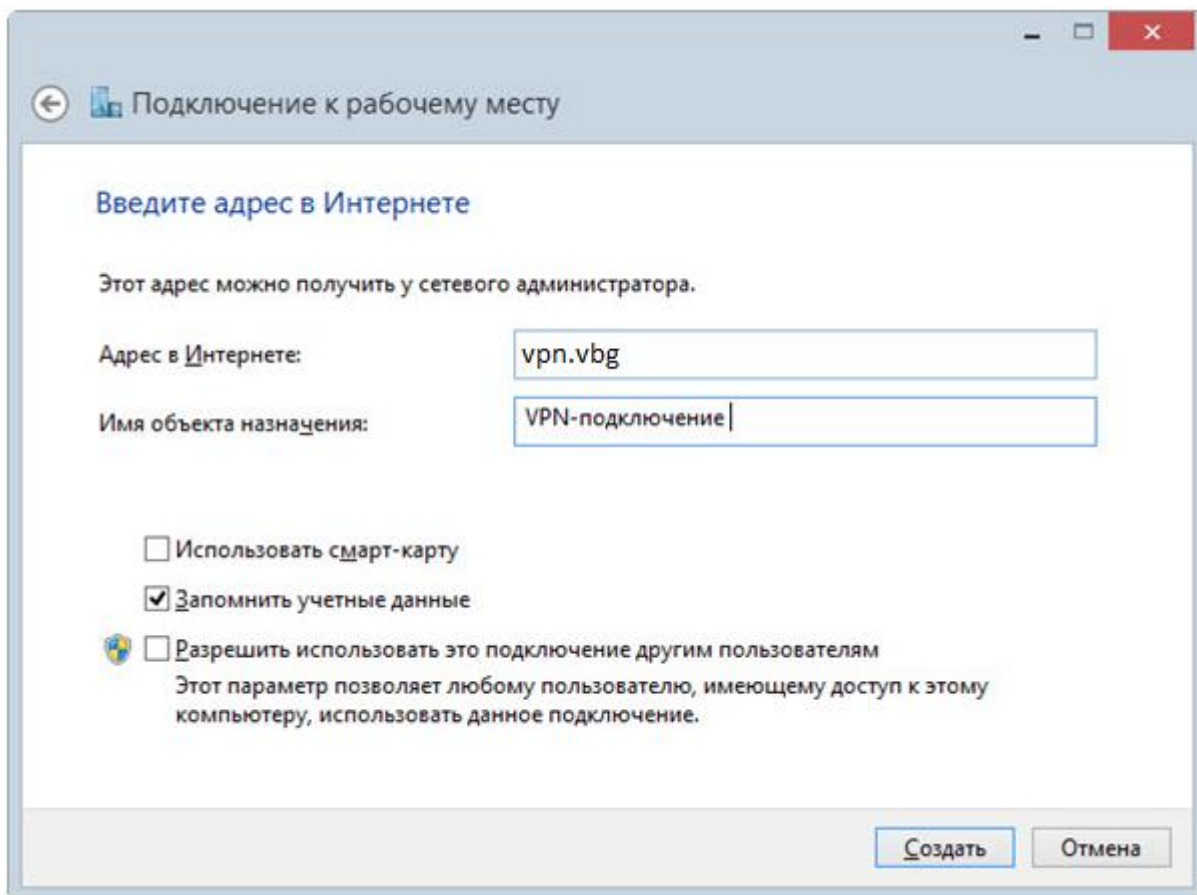 Подключение к рабочему месту
Введите адрес в Интернете
Этот адрес можно получить у сетевого администратора.
Адрес в Интернете: vpn.vbg
Имя объекта назначения: VPN-подключение
Использовать смарт-карту
Запомнить учетные данные
Разрешить использовать это подключение другим пользователям
Этот параметр позволяет любому пользователю, имеющему доступ к этому
компьютеру, использовать данное подключение.
Создать Отмена